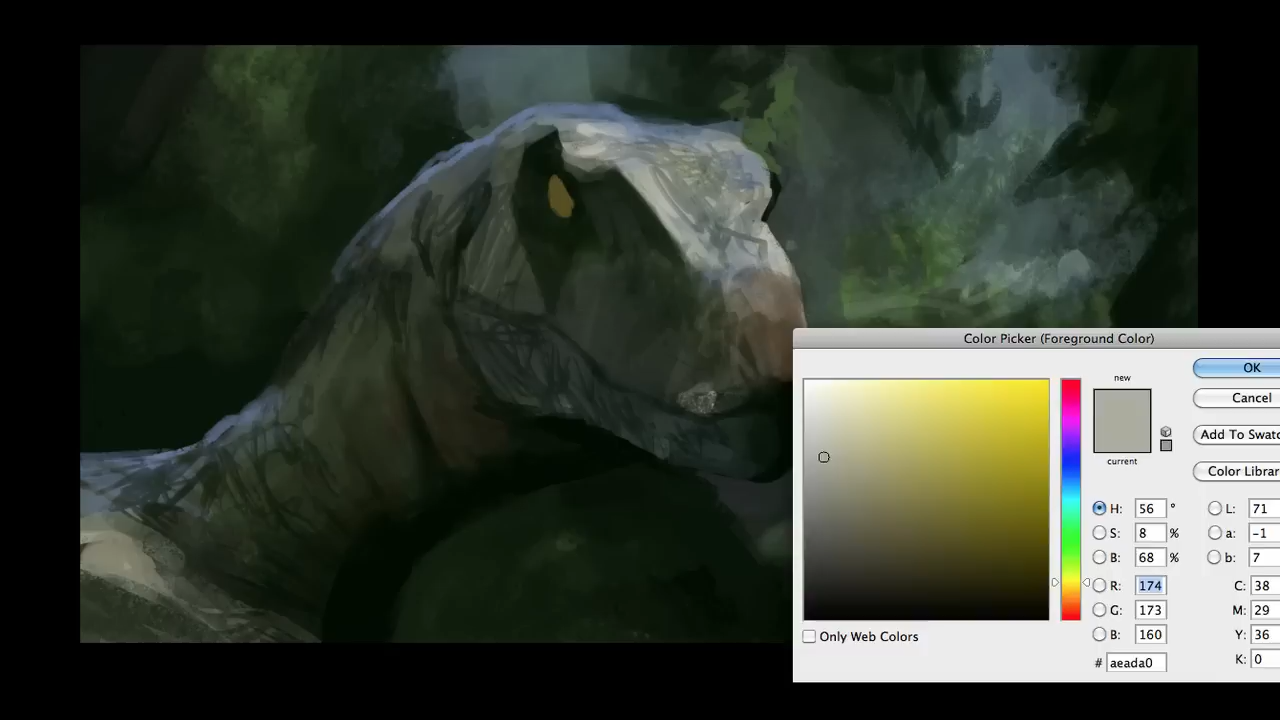 Color Picker (Foreground Color)
new
current
OK
Cancel
Add To Swatc
Color Librar
H: 56 °
S: 8 %
B: 68 %
R: 174
G: 173
B: 160
# aeada0
L: 71
a: -1
b: 7
C: 38
M: 29
Y: 36
K: 0
Only Web Colors